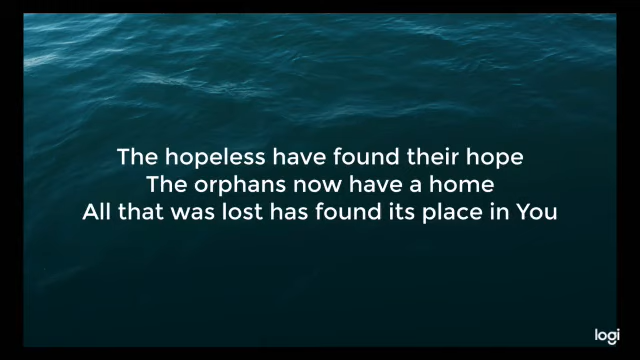 The hopeless have found their hope
The orphans now have a home
All that was lost has found its place in You
logi